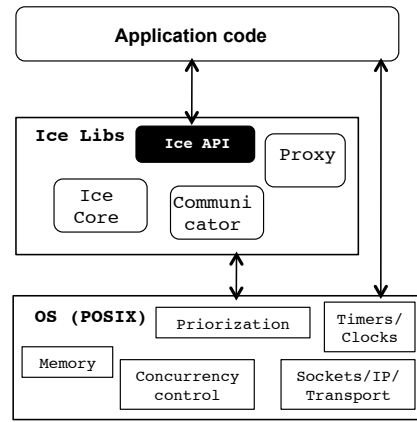 Application code
Ice Libs
Ice API
Proxy
Ice
Core
Communi
cator
OS (POSIX)
Priorization
Timers/
Clocks
Memory
Concurrency
control
Sockets/IP/
Transport